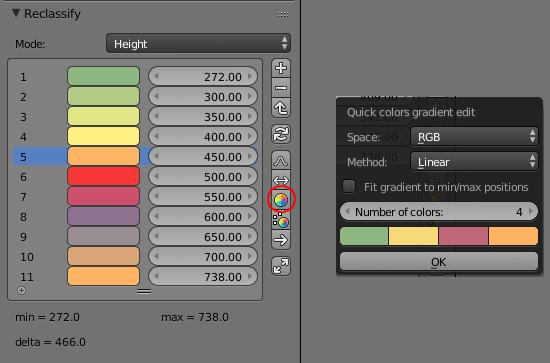 Reclassify
Mode: Height
1 272.00
2 300.00
3 350.00
4 400.00
5 450.00
6 500.00
7 550.00
8 600.00
9 650.00
10 700.00
11 738.00
min = 272.0 max = 738.0
delta = 466.0
Quick colors gradient edit
Space: RGB
Method: Linear
Fit gradient to min/max positions
Number of colors: 4
OK